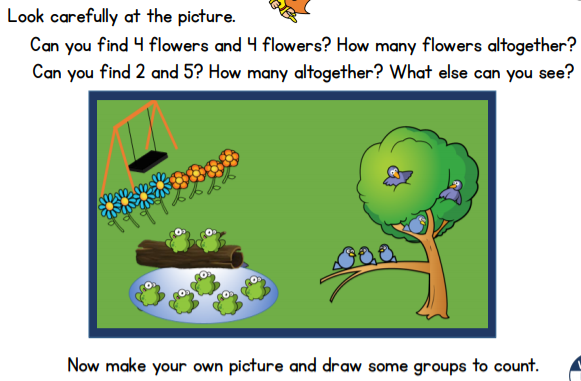 Look carefully at the picture.
Can you find 4 flowers and 4 flowers? How many flowers altogether?
Can you find 2 and 5? How many altogether? What else can you see?
Now make your own picture and draw some groups to count.